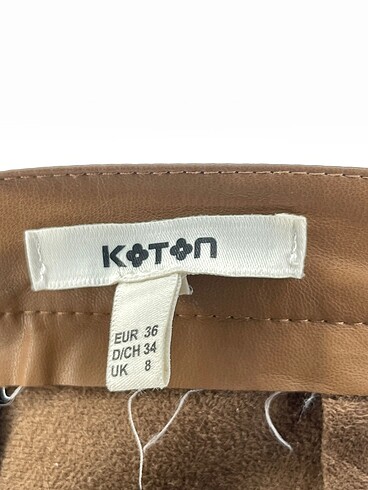 KOTON
EUR 36
D/CH 34
UK 8